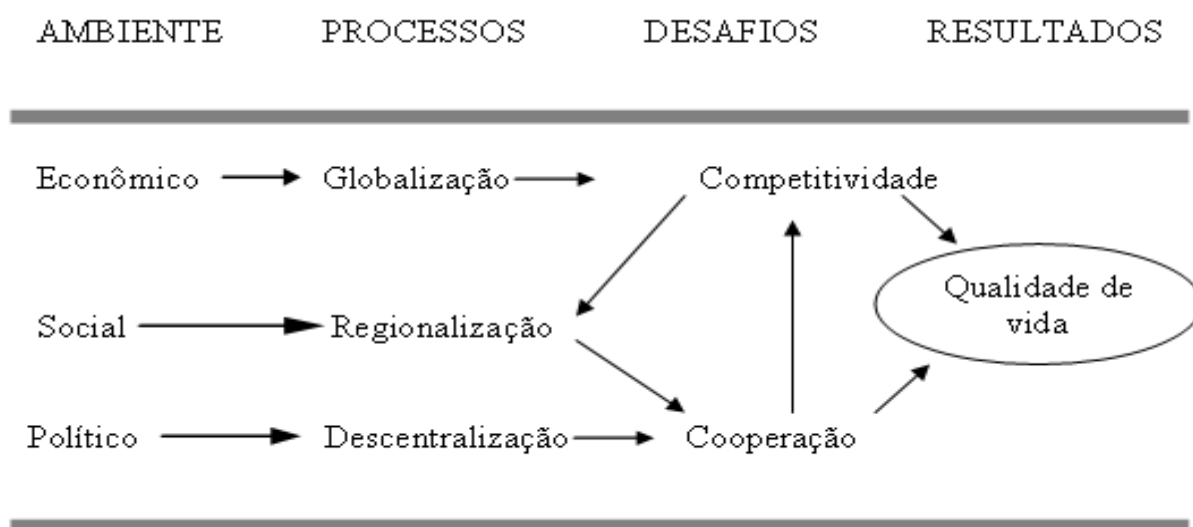 AMBIENTE PROCESSOS DESAFIOS RESULTADOS
Econômico Globalização Competitividade
Qualidade de
vida
Social Regionalização
Político Descentralização Cooperação